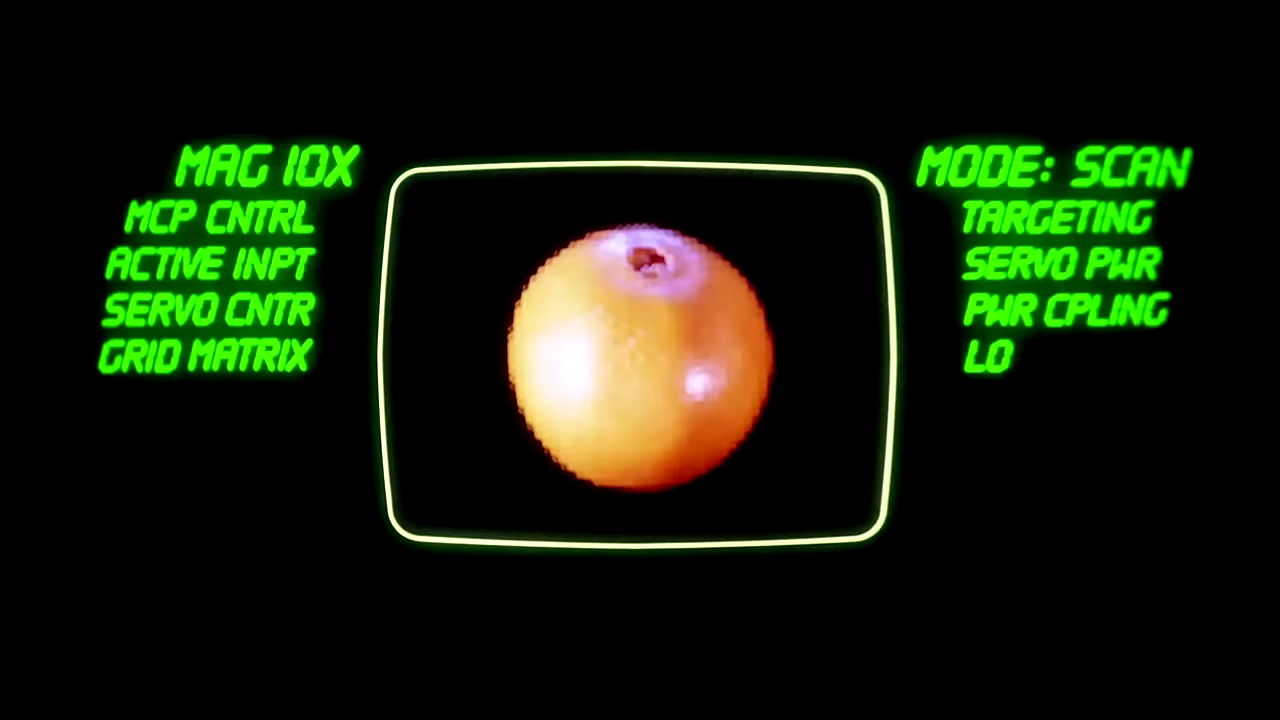 MAG 10X
MCP CNTRL
ACTIVE INPT
SERVO CNTR
GRID MATRIX
MODE: SCAN
TARGETING
SERVO PWR
PWR CPLING
LO